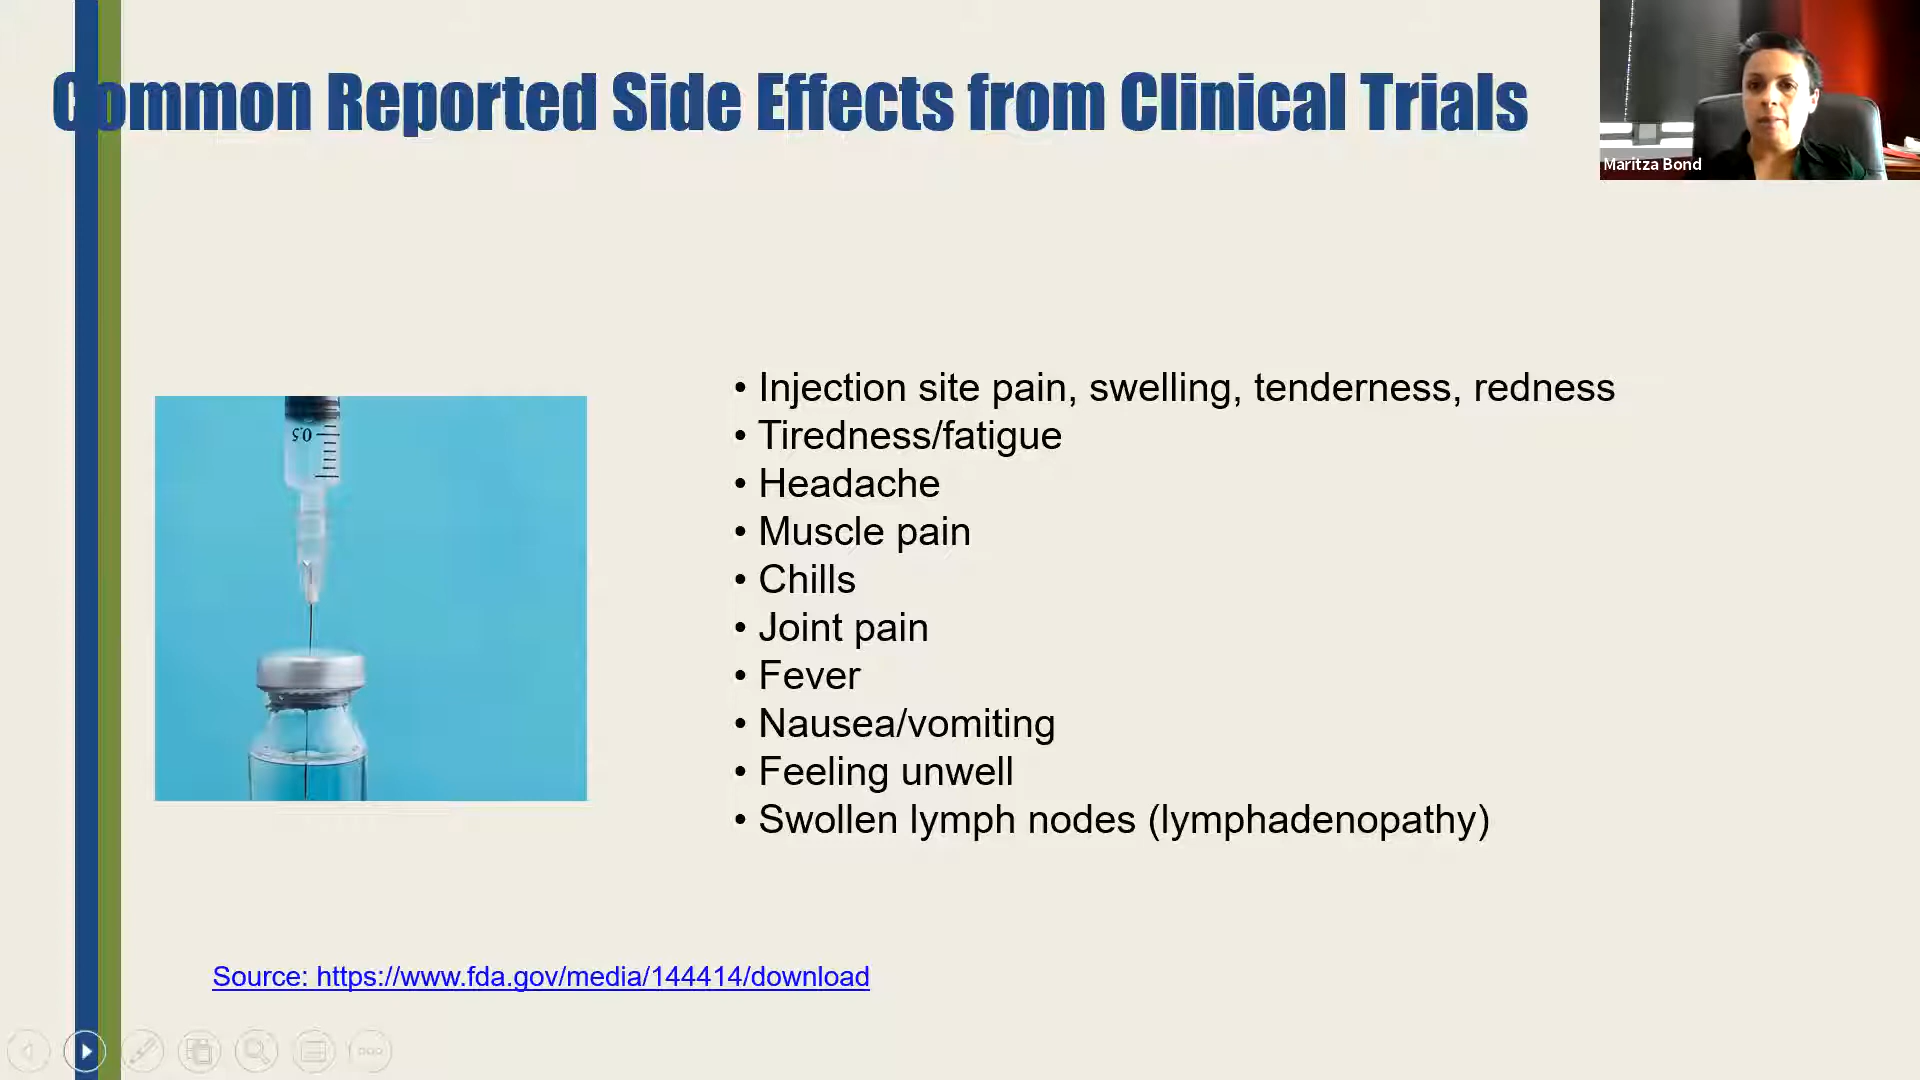 Common Reported Side Effects from Clinical Trials
Maritza Bond
0.5
• Injection site pain, swelling, tenderness, redness
• Tiredness/fatigue
• Headache
• Muscle pain
• Chills
• Joint pain
• Fever
• Nausea/vomiting
• Feeling unwell
• Swollen lymph nodes (lymphadenopathy)
Source: https://www.fda.gov/media/144414/download